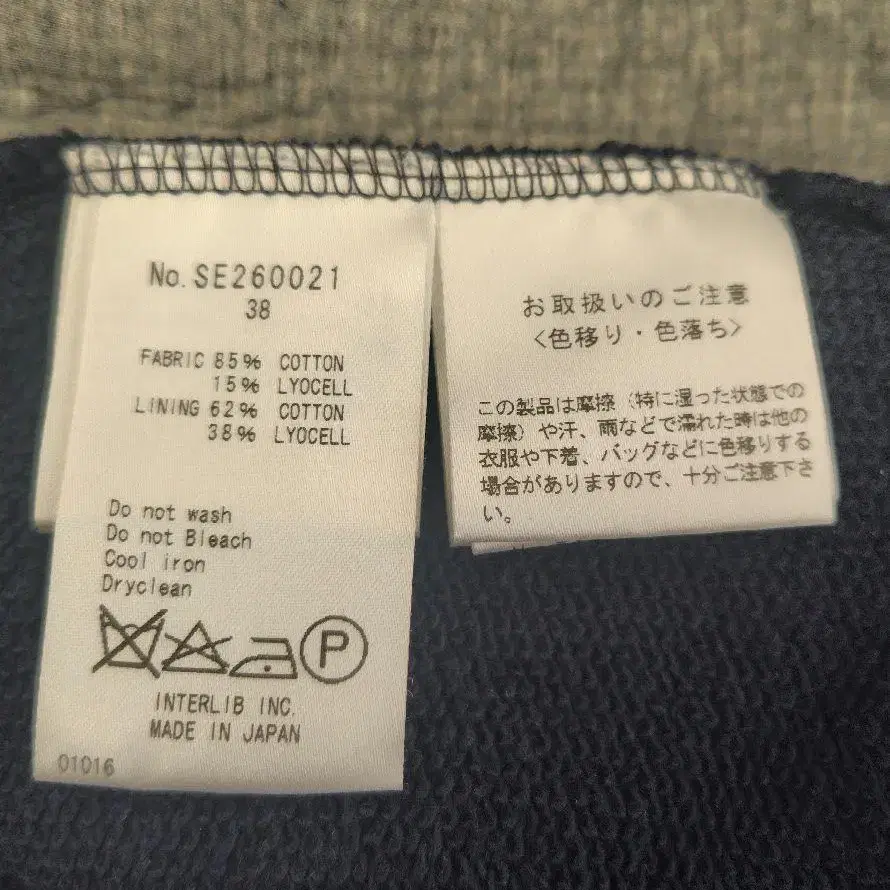 No. SE260021
38
FABRIC 85% COTTON
15% LYOCELL
LINING 62% COTTON
38% LYOCELL
Do not wash
Do not Bleach
Cool iron
Dryclean
P
INTERLIB INC.
MADE IN JAPAN
01016
お取扱いのご注意
<色移り・色落ち>
この製品は摩擦（特に湿った状態での
摩擦）や汗、雨などで濡れた時は他の
衣服や下着、バッグなどに色移りする
場合がありますので、十分ご注意下さ
い。